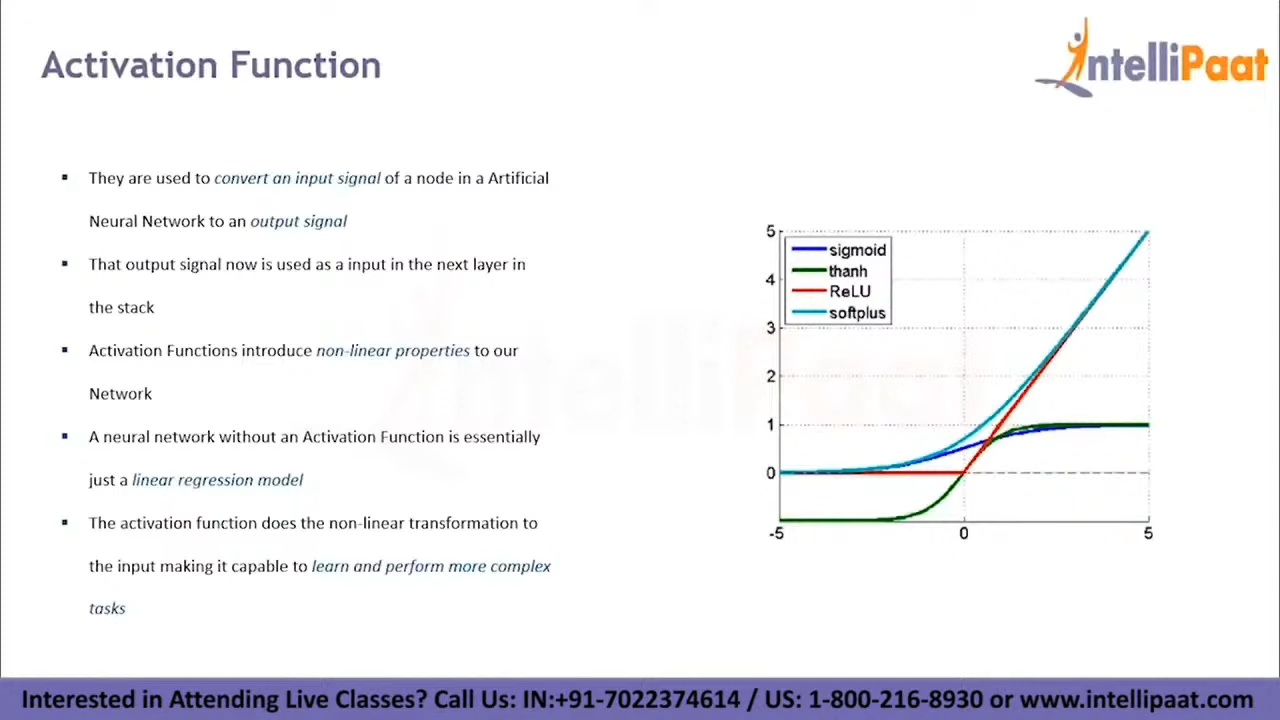 Activation Function
IntelliPaat
▪ They are used to convert an input signal of a node in a Artificial
Neural Network to an output signal
▪ That output signal now is used as a input in the next layer in
the stack
▪ Activation Functions introduce non-linear properties to our
Network
▪ A neural network without an Activation Function is essentially
just a linear regression model
▪ The activation function does the non-linear transformation to
the input making it capable to learn and perform more complex
tasks
sigmoid
thanh
ReLU
softplus
5
4
3
2
1
0
-5
0
5
IntelliPaat
Interested in Attending Live Classes? Call Us: IN:+91-7022374614 / US: 1-800-216-8930 or www.intellipaat.com